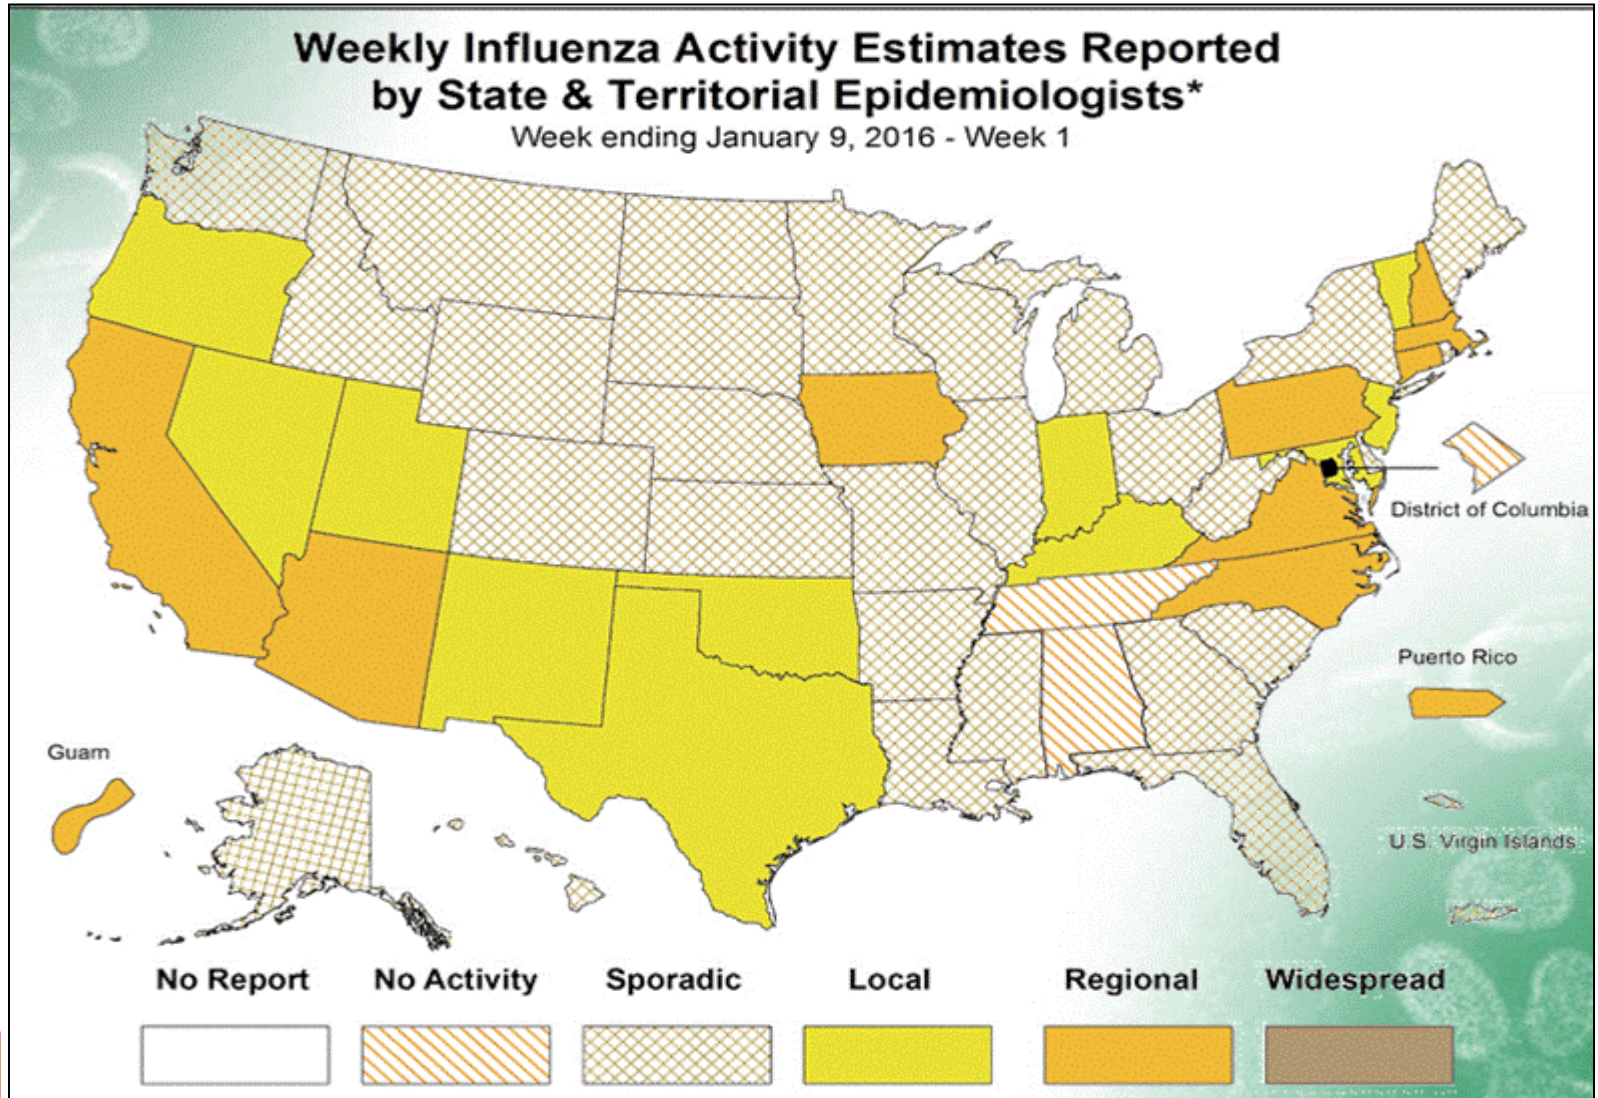 Weekly Influenza Activity Estimates Reported
by State & Territorial Epidemiologists*
Week ending January 9, 2016 - Week 1
District of Columbia
Puerto Rico
Guam
U.S. Virgin Islands
No Report
No Activity
Sporadic
Local
Regional
Widespread